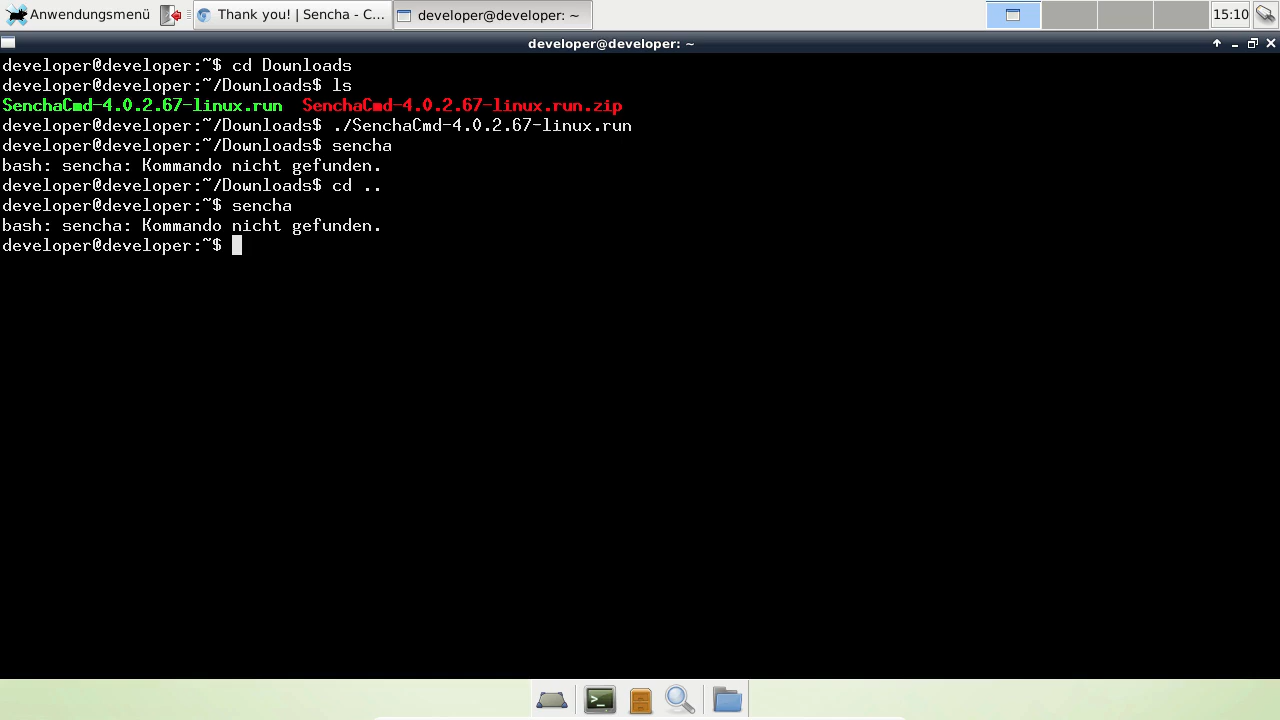 Anwendungsmenü Thank you! | Sencha - C... developer@developer: ~ 15:10
developer@developer: ~
developer@developer:~$ cd Downloads
developer@developer:~/Downloads$ ls
SenchaCmd-4.0.2.67-linux.run  SenchaCmd-4.0.2.67-linux.run.zip
developer@developer:~/Downloads$ ./SenchaCmd-4.0.2.67-linux.run
developer@developer:~/Downloads$ sencha
bash: sencha: Kommando nicht gefunden.
developer@developer:~/Downloads$ cd ..
developer@developer:~$ sencha
bash: sencha: Kommando nicht gefunden.
developer@developer:~$